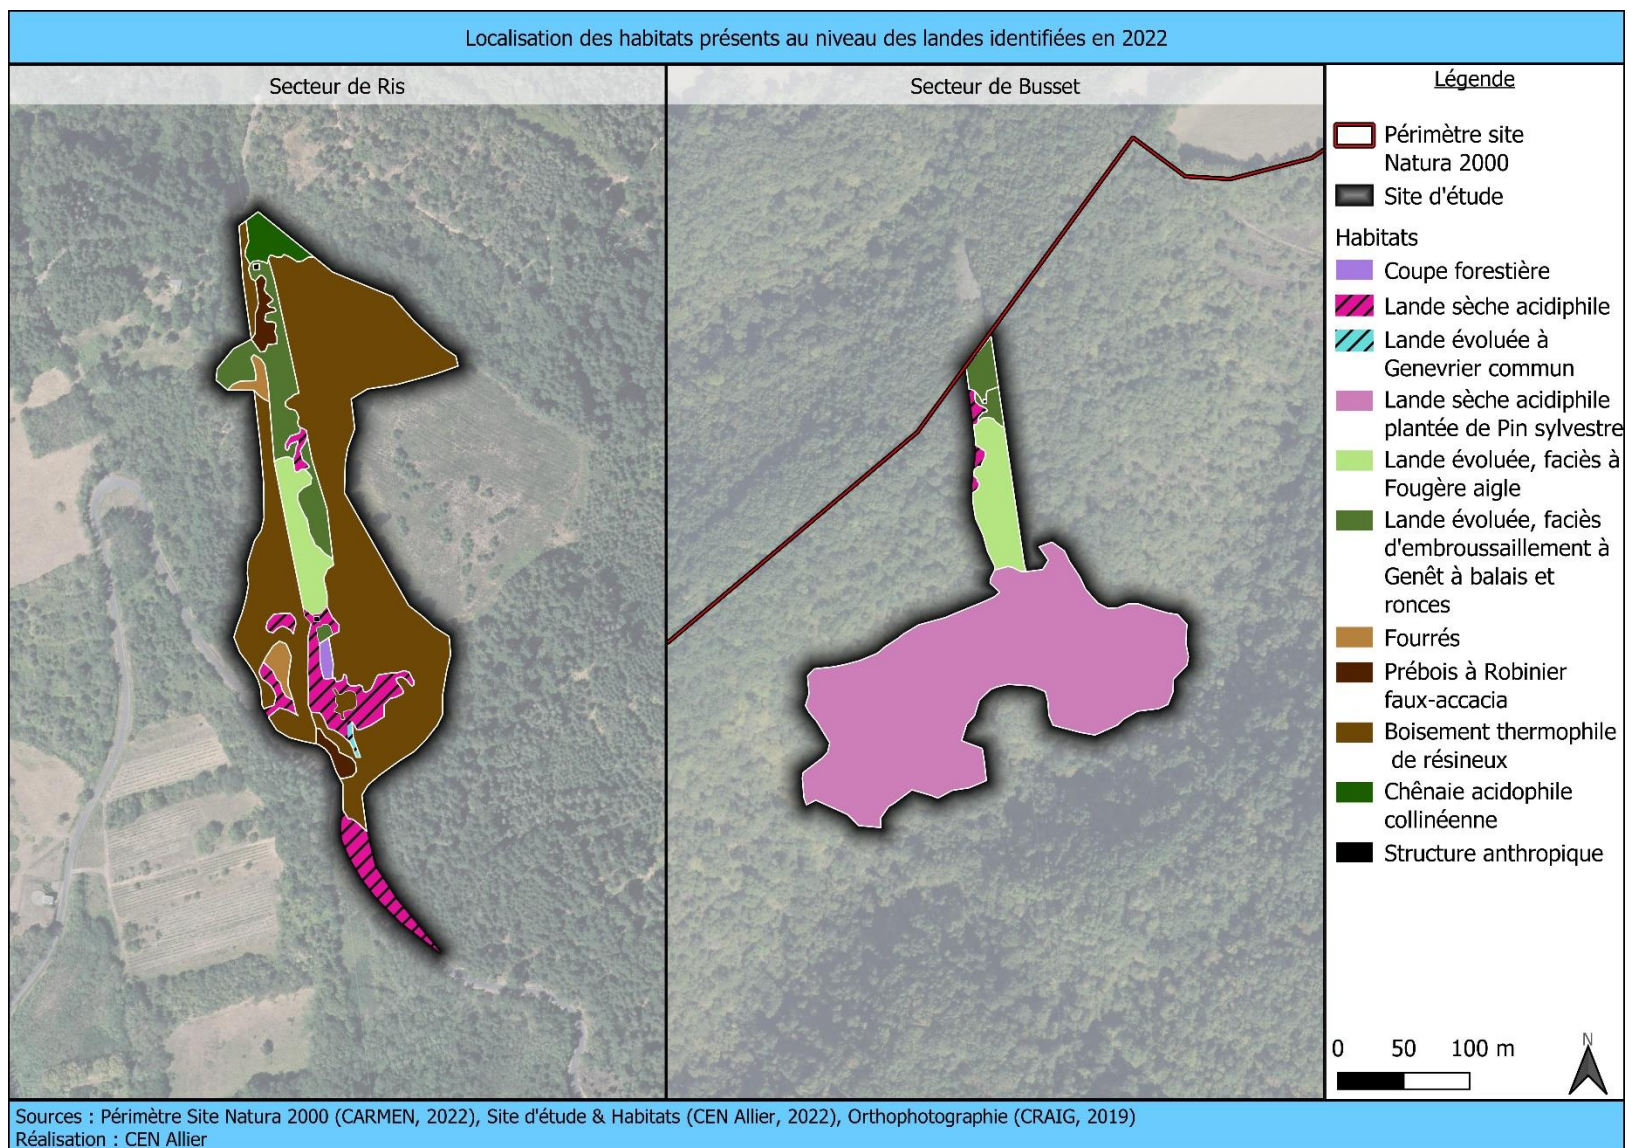 Localisation des habitats présents au niveau des landes identifiées en 2022
Secteur de Ris
Secteur de Busset
Légende
Périmètre site
Natura 2000
Site d'étude
Habitats
Coupe forestière
Lande sèche acidiphile
Lande évoluée à
Genevrier commun
Lande sèche acidiphile
plantée de Pin sylvestre
Lande évoluée, faciès à
Fougère aigle
Lande évoluée, faciès
d'embroussaillement à
Genêt à balais et
ronces
Fourrés
Prébois à Robinier
faux-accacia
Boisement thermophile
de résineux
Chênaie acidophile
collinéenne
Structure anthropique
0 50 100 m
N
Sources : Périmètre Site Natura 2000 (CARMEN, 2022), Site d'étude & Habitats (CEN Allier, 2022), Orthophotographie (CRAIG, 2019)
Réalisation : CEN Allier